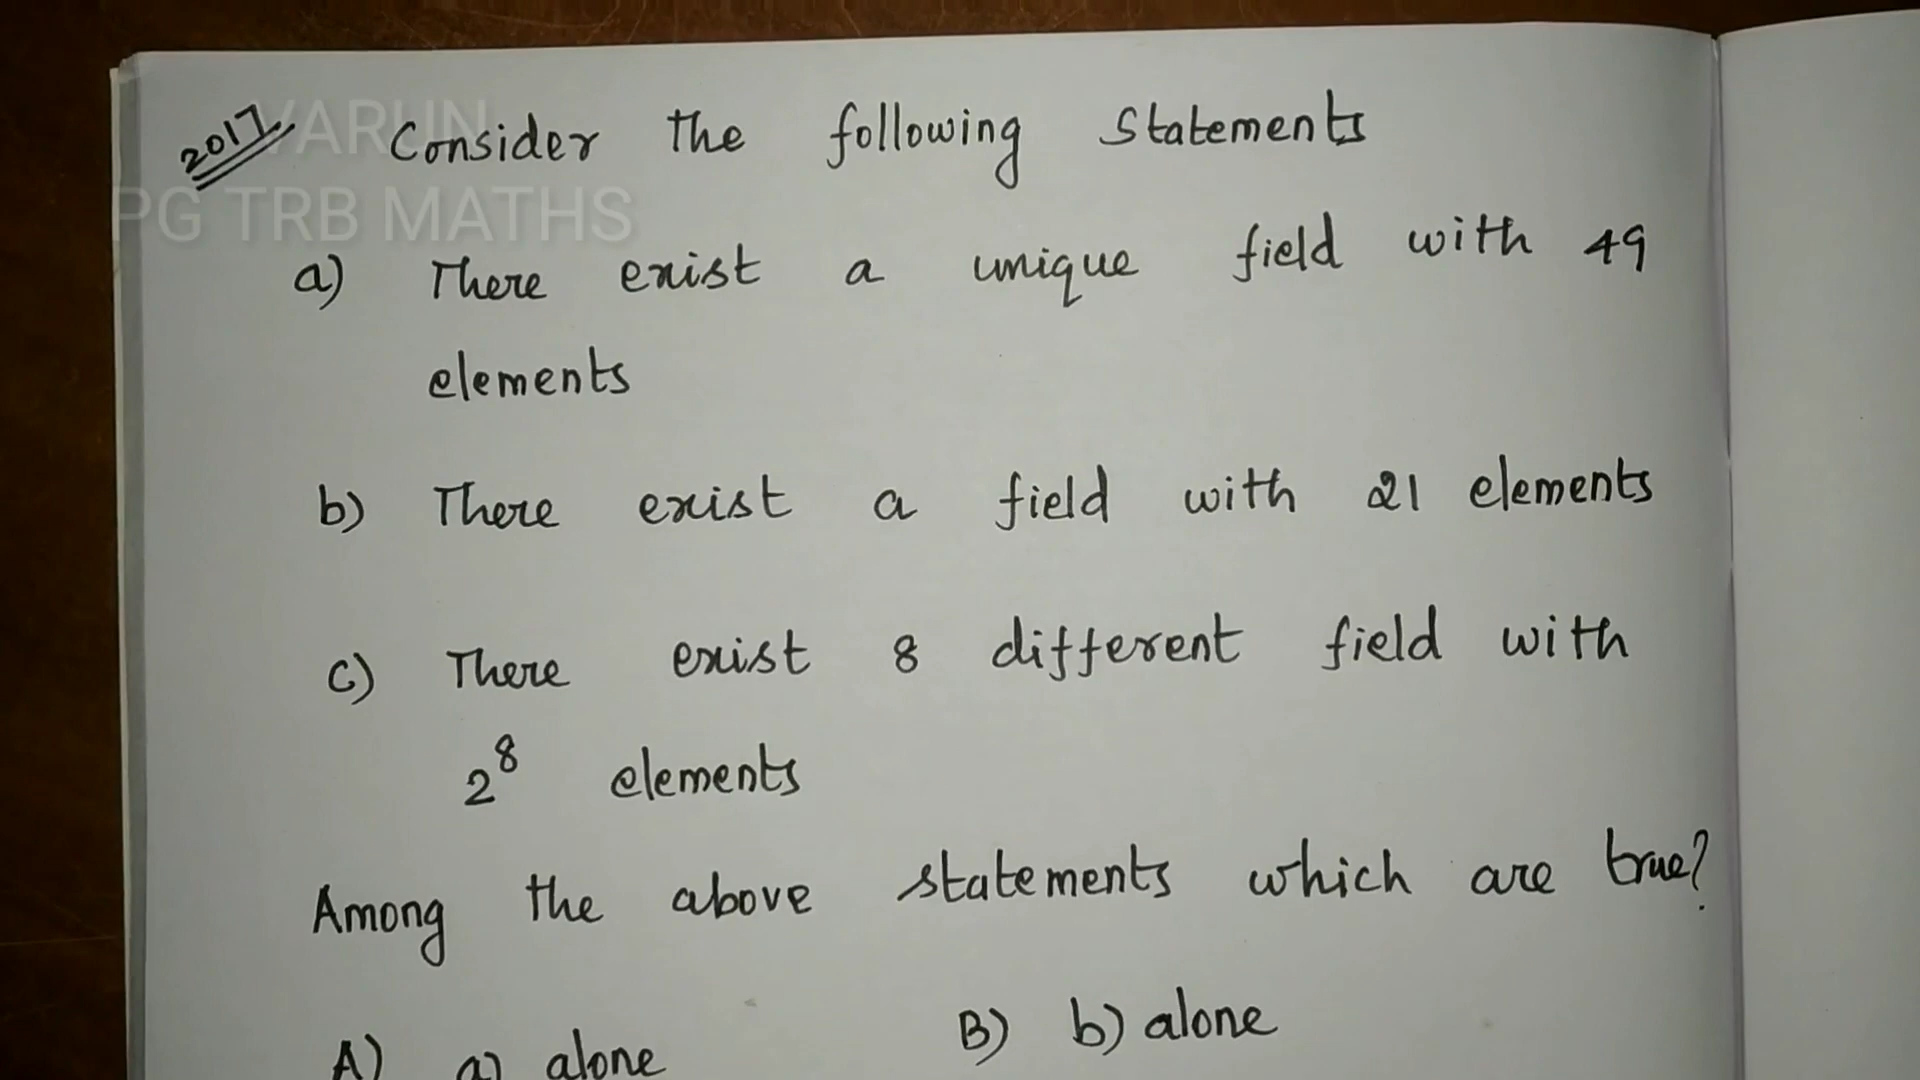 2017 Consider the following Statements
VARUN
PG TRB MATHS
a) There exist a unique field with 49
elements
b) There exist a field with 21 elements
c) There exist 8 different field with
2⁸ elements
Among the above statements which are true?
A) a) alone B) b) alone